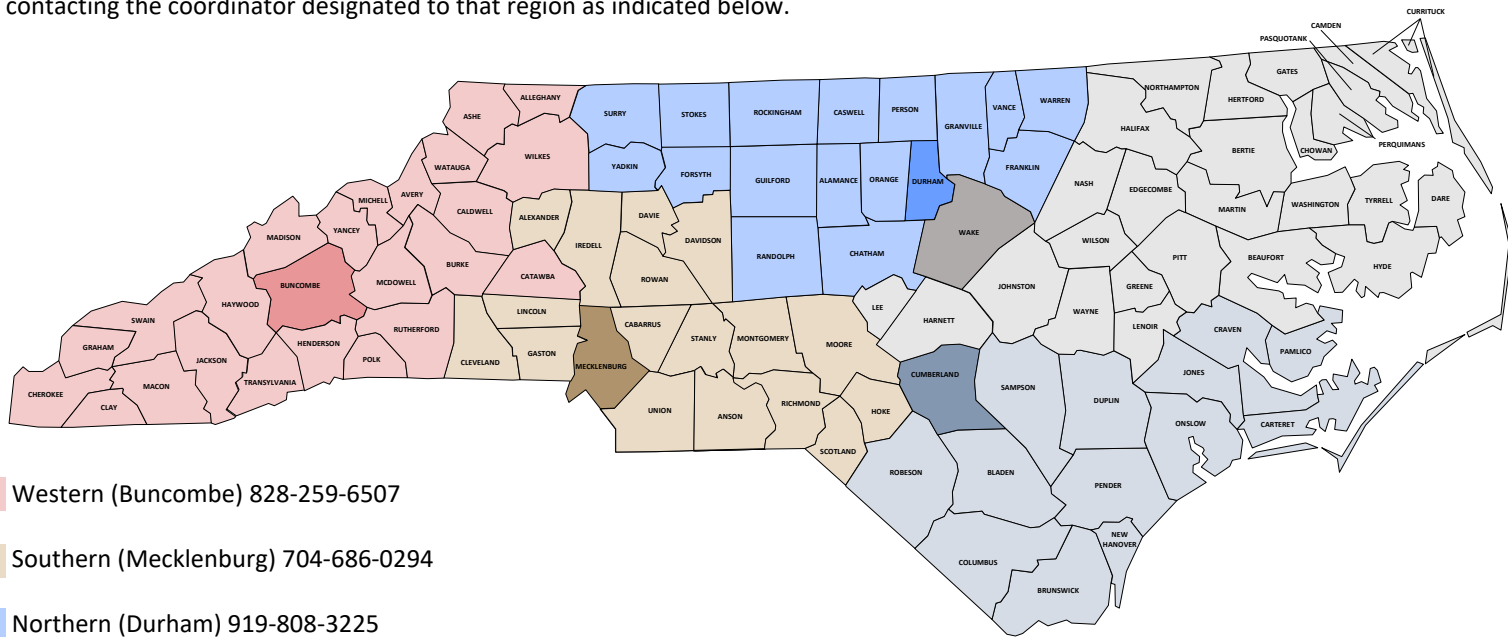 contacting the coordinator designated to that region as indicated below.
CURRITUCK
CAMDEN
PASQUOTANK
GATES
NORTHAMPTON
HERTFORD
ALLEGHANY
ASHE
SURRY
STOKES
ROCKINGHAM
CASWELL
PERSON
VANCE
WARREN
GRANVILLE
HALIFAX
PERQUIMANS
CHOWAN
BERTIE
WATAUGA
WILKES
YADKIN
FORSYTH
GUILFORD
ALAMANCE
ORANGE
DURHAM
FRANKLIN
NASH
EDGECOMBE
MARTIN
WASHINGTON
TYRRELL
DARE
MICHELL
AVERY
CALDWELL
ALEXANDER
DAVIE
IREDELL
DAVIDSON
MADISON
YANCEY
WAKE
WILSON
PITT
BEAUFORT
HYDE
RANDOLPH
CHATHAM
BURKE
CATAWBA
ROWAN
BUNCOMBE
MCDOWELL
JOHNSTON
GREENE
HAYWOOD
LINCOLN
LEE
HARNETT
WAYNE
LENOIR
SWAIN
RUTHERFORD
CABARRUS
STANLY
MONTGOMERY
MOORE
CRAVEN
PAMLICO
GRAHAM
HENDERSON
JACKSON
POLK
CLEVELAND
GASTON
MECKLENBURG
CUMBERLAND
SAMPSON
JONES
CHEROKEE
MACON
TRANSYLVANIA
CLAY
UNION
ANSON
RICHMOND
HOKE
DUPLIN
ONSLOW
CARTERET
SCOTLAND
ROBESON
BLADEN
PENDER
Western (Buncombe) 828-259-6507
NEW
HANOVER
COLUMBUS
BRUNSWICK
Southern (Mecklenburg) 704-686-0294
Northern (Durham) 919-808-3225